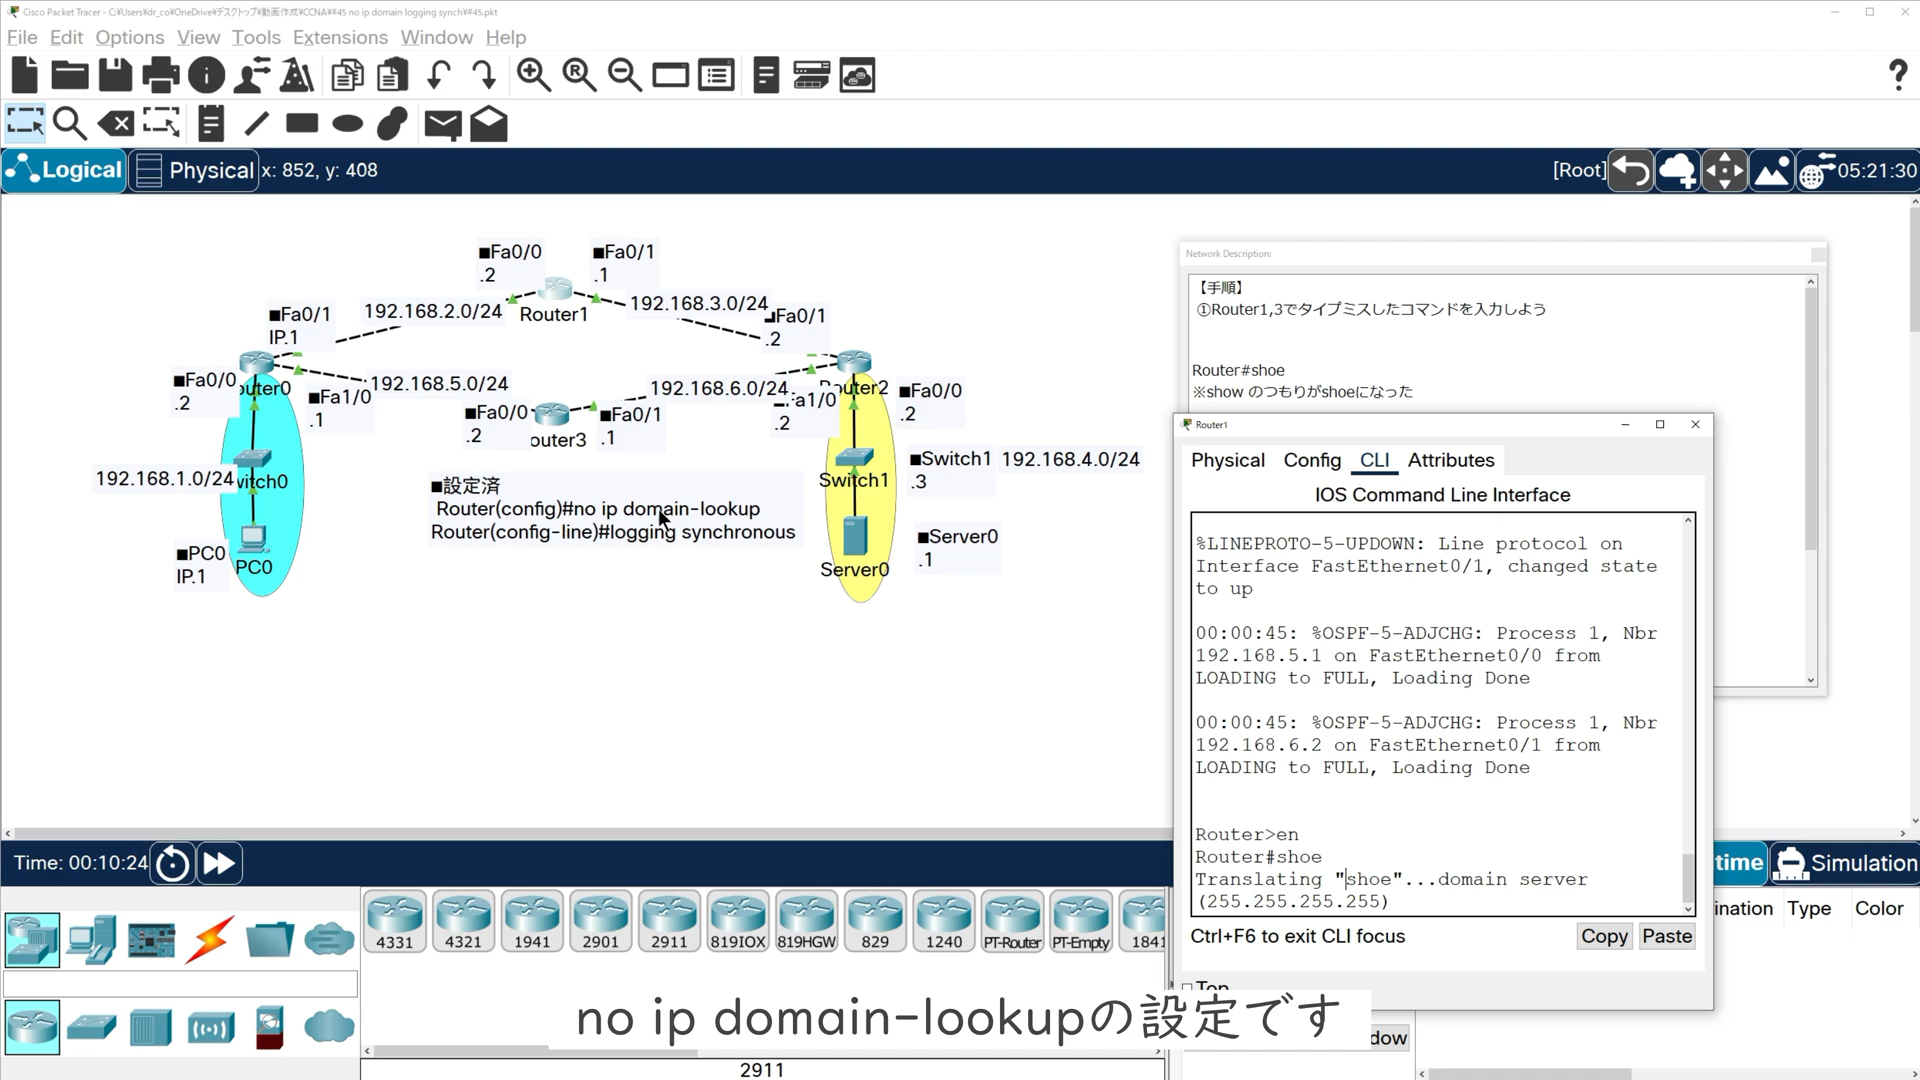 Cisco Packet Tracer - C:¥Users¥dr_co¥OneDrive¥デスクトップ¥動画作成¥CCNA¥#45 no ip domain logging synch¥#45.pkt
File Edit Options View Tools Extensions Window Help
Logical
Physical
x: 852, y: 408
[Root]
05:21:30
■Fa0/0
.2
■Fa0/1
.1
Router1
192.168.2.0/24
192.168.3.0/24
■Fa0/1
IP.1
Fa0/1
.2
■Fa0/0
.2
outer0
■Fa1/0
.1
192.168.5.0/24
192.168.6.0/24
■Fa0/0
.2
outer3
■Fa0/1
.1
Fa1/0
.2
Router2
■Fa0/0
.2
192.168.1.0/24
witch0
■設定済
Router(config)#no ip domain-lookup
Router(config-line)#logging synchronous
Switch1
■Switch1
.3
192.168.4.0/24
■PC0
IP.1
PC0
Server0
■Server0
.1
Network Description:
【手順】
①Router1,3でタイプミスしたコマンドを入力しよう
Router#shoe
※show のつもりがshoeになった
Router1
Physical Config CLI Attributes
IOS Command Line Interface
%LINEPROTO-5-UPDOWN: Line protocol on
Interface FastEthernet0/1, changed state
to up
00:00:45: %OSPF-5-ADJCHG: Process 1, Nbr
192.168.5.1 on FastEthernet0/0 from
LOADING to FULL, Loading Done
00:00:45: %OSPF-5-ADJCHG: Process 1, Nbr
192.168.6.2 on FastEthernet0/1 from
LOADING to FULL, Loading Done
Router>en
Router#shoe
Translating "shoe"...domain server
(255.255.255.255)
Ctrl+F6 to exit CLI focus
Copy
Paste
Top
Time: 00:10:24
time
Simulation
ination Type Color
4331 4321 1941 2901 2911 819IOX 819HGW 829 1240 PT-Router PT-Empty 1841
no ip domain-lookupの設定です
dow
2911